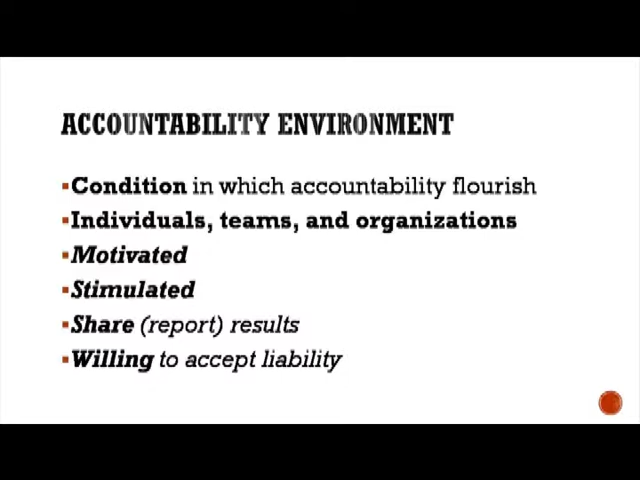 ACCOUNTABILITY ENVIRONMENT
▪Condition in which accountability flourish
▪Individuals, teams, and organizations
▪Motivated
▪Stimulated
▪Share (report) results
▪Willing to accept liability